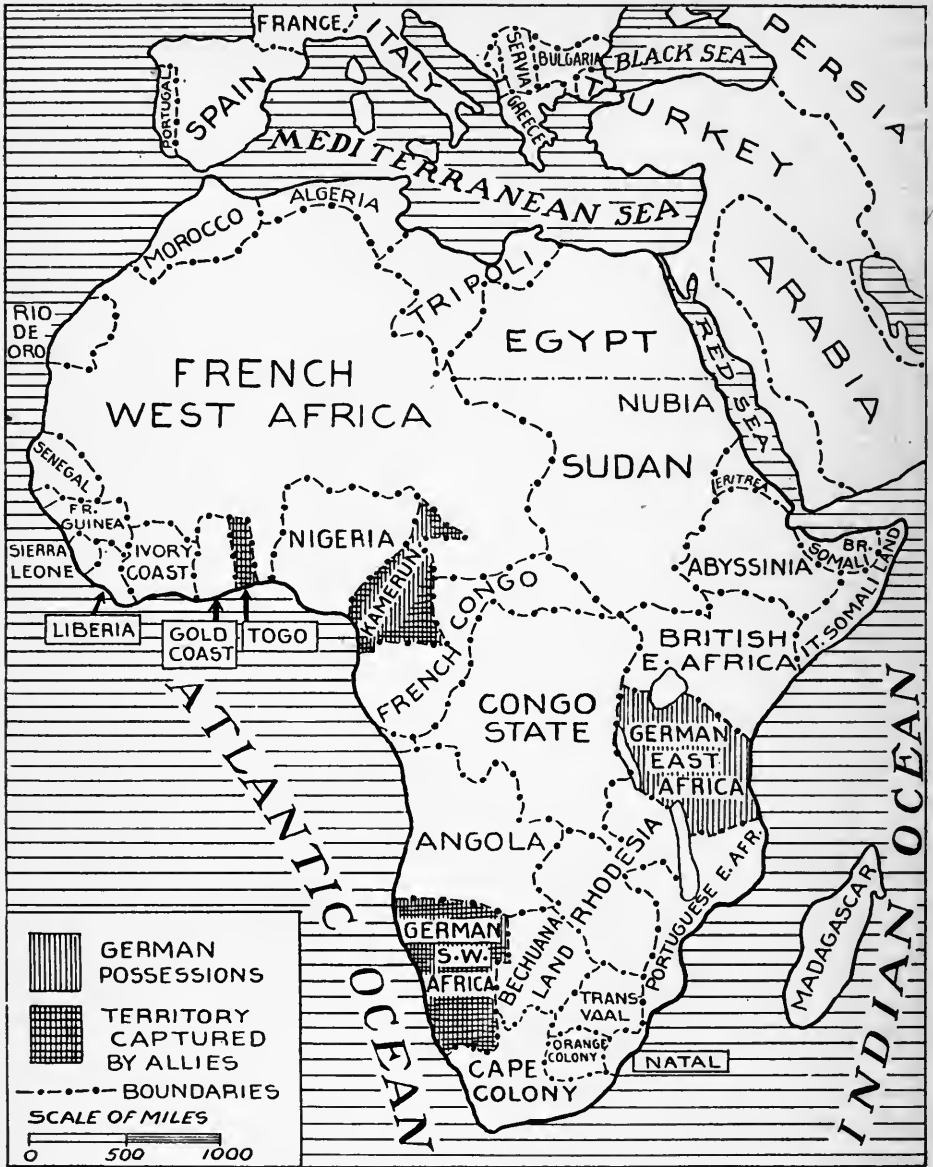 FRANCE
ITALY
SERVIA
BULGARIA
BLACK SEA
PERSIA
PORTUGAL
SPAIN
GREECE
TURKEY
MEDITERRANEAN SEA
MOROCCO
ALGERIA
TRIPOLI
ARABIA
RIO
DE
ORO
EGYPT
RED SEA
FRENCH
WEST AFRICA
NUBIA
SUDAN
SENEGAL
ERITREA
FR.
GUINEA
NIGERIA
SIERRA
LEONE
IVORY
COAST
KAMERUN
ABYSSINIA
BR.
SOMALILAND
LIBERIA
GOLD
COAST
TOGO
FRENCH CONGO
BRITISH
E. AFRICA
IT. SOMALILAND
CONGO
STATE
GERMAN
EAST
AFRICA
ATLANTIC OCEAN
INDIAN OCEAN
ANGOLA
RHODESIA
PORTUGUESE E. AFR.
MADAGASCAR
GERMAN
S.W.
AFRICA
BECHUANA
LAND
TRANS
VAAL
ORANGE
COLONY
NATAL
CAPE
COLONY
GERMAN
POSSESSIONS
TERRITORY
CAPTURED
BY ALLIES
BOUNDARIES
SCALE OF MILES
0 500 1000